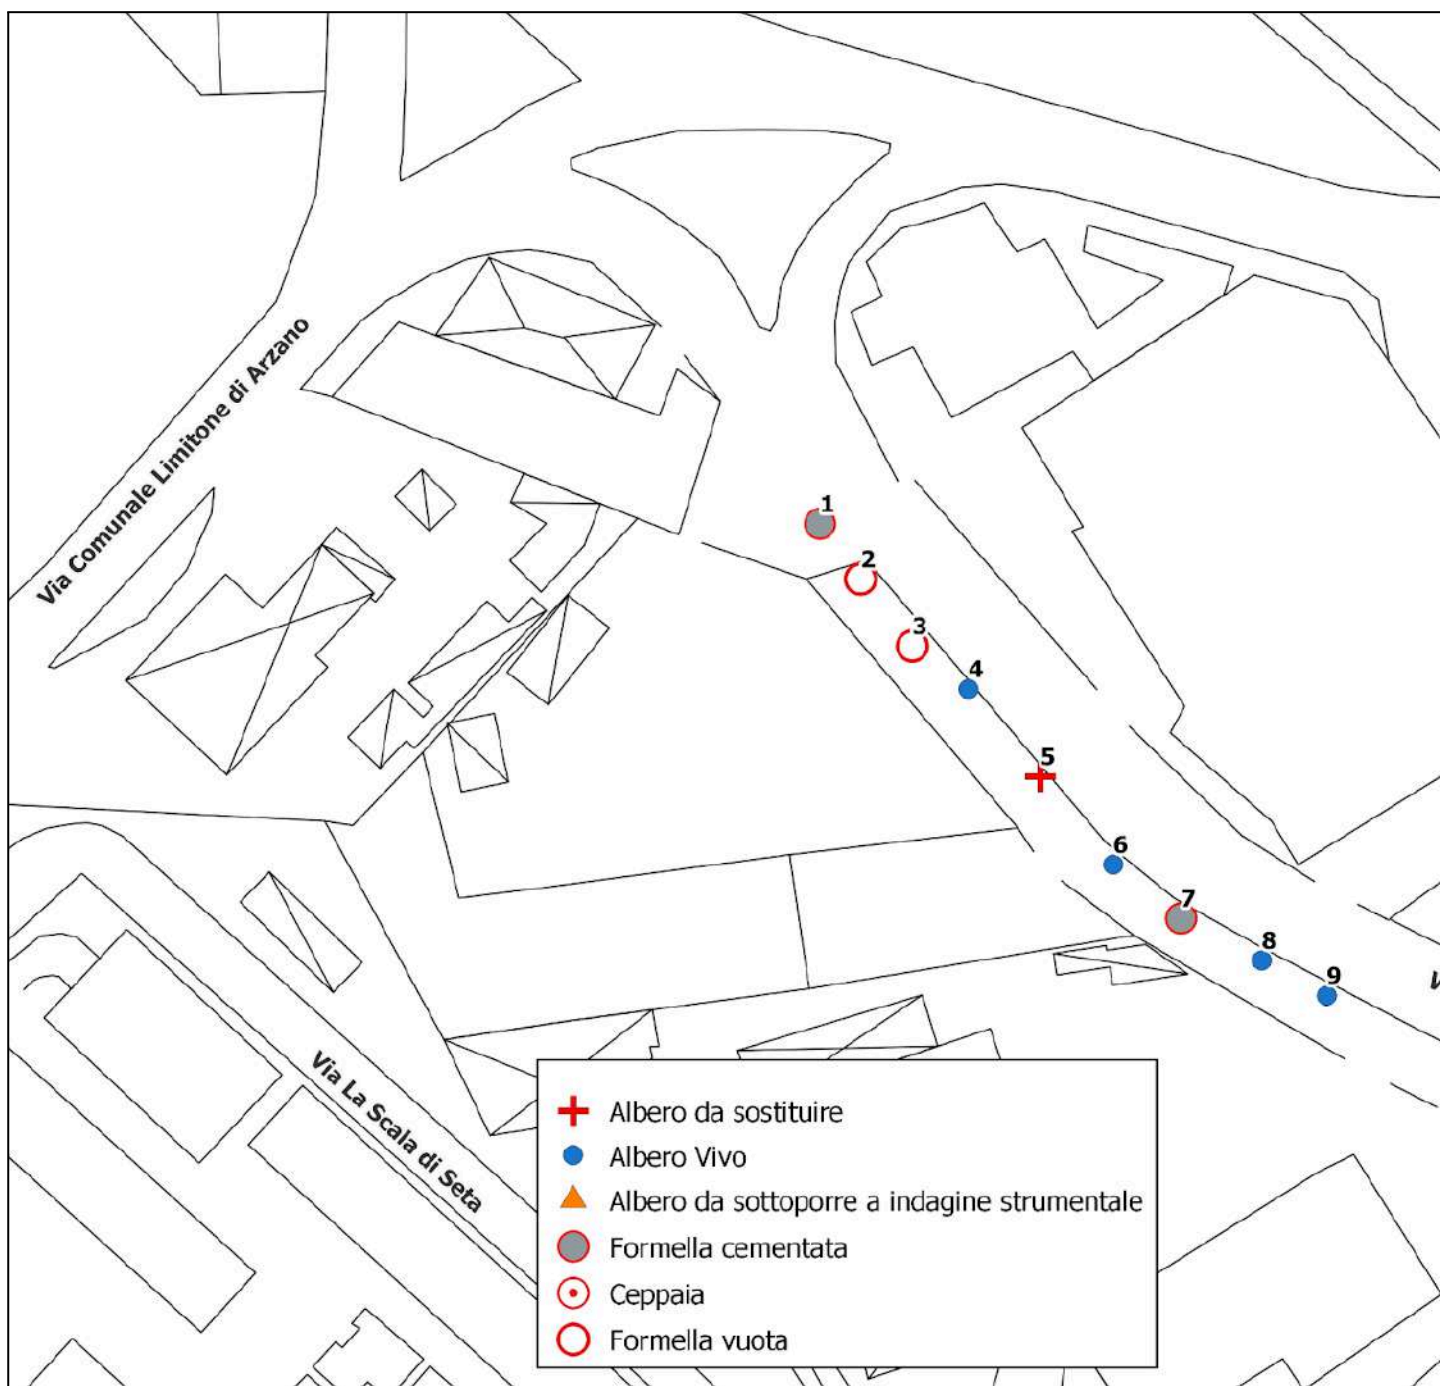 Via Comunale Limitone di Arzano
1
2
3
4
5
6
7
8
9
Via La Scala di Seta
Albero da sostituire
Albero Vivo
Albero da sottoporre a indagine strumentale
Formella cementata
Ceppaia
Formella vuota